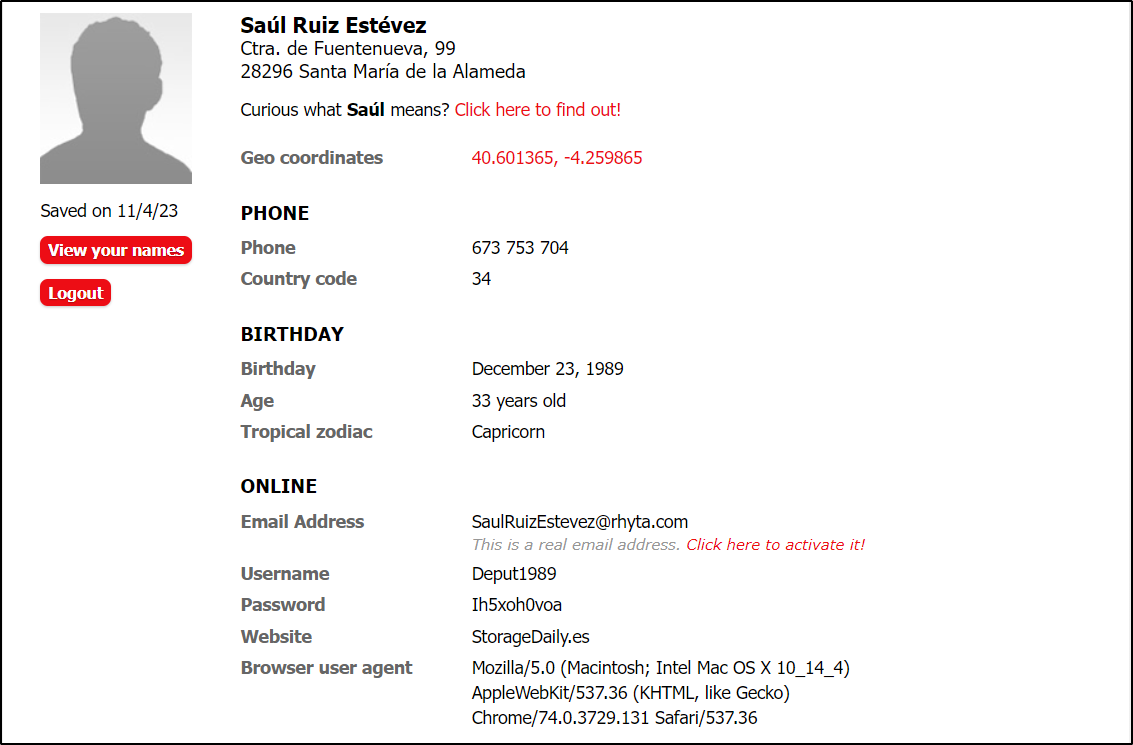 Saúl Ruiz Estévez
Ctra. de Fuentenueva, 99
28296 Santa María de la Alameda
Curious what Saúl means? Click here to find out!
Geo coordinates 40.601365, -4.259865
Saved on 11/4/23
View your names
Logout
PHONE
Phone 673 753 704
Country code 34
BIRTHDAY
Birthday December 23, 1989
Age 33 years old
Tropical zodiac Capricorn
ONLINE
Email Address SaulRuizEstevez@rhyta.com
This is a real email address. Click here to activate it!
Username Deput1989
Password Ih5xoh0voa
Website StorageDaily.es
Browser user agent Mozilla/5.0 (Macintosh; Intel Mac OS X 10_14_4)
AppleWebKit/537.36 (KHTML, like Gecko)
Chrome/74.0.3729.131 Safari/537.36